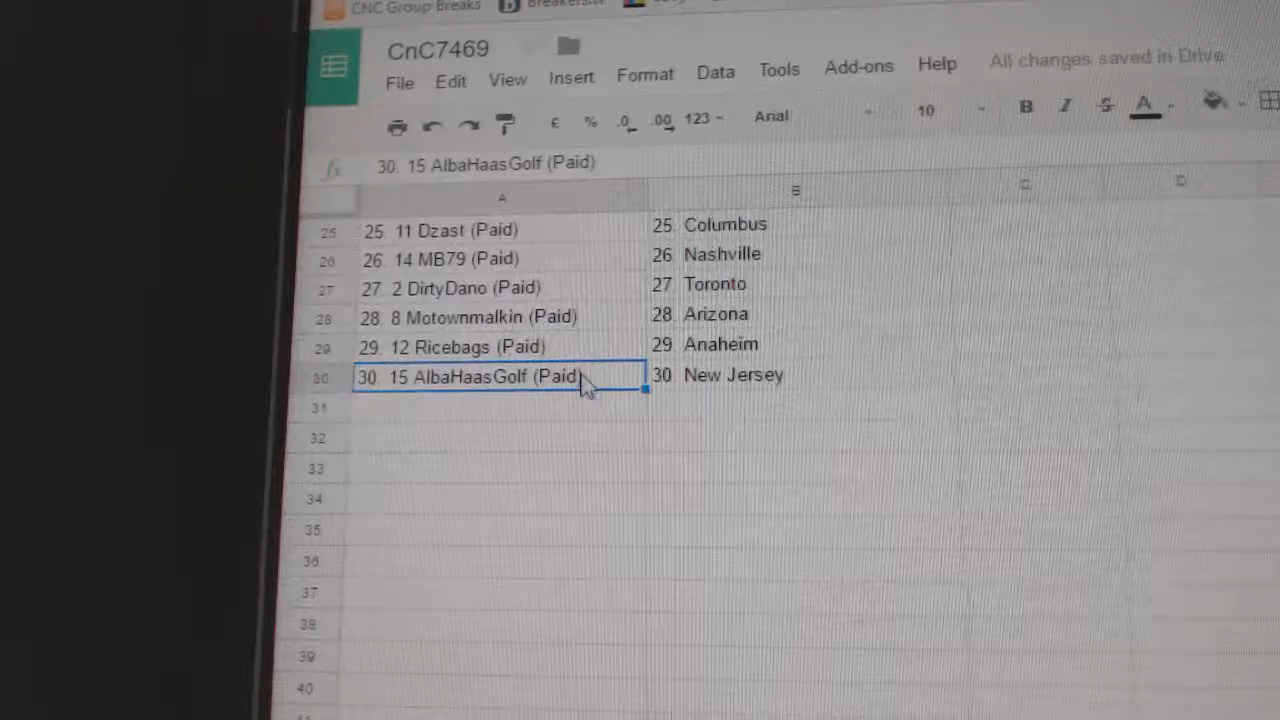 CNC Group Breaks
CnC7469
File Edit View Insert Format Data Tools Add-ons Help All changes saved in Drive
£ % .0 .00 123 Arial 10 B I S A
fx 30. 15 AlbaHaasGolf (Paid)
A B C D
25 25. 11 Dzast (Paid) 25. Columbus
26 26. 14 MB79 (Paid) 26. Nashville
27 27. 2 DirtyDano (Paid) 27. Toronto
28 28. 8 Motownmalkin (Paid) 28. Arizona
29 29. 12 Ricebags (Paid) 29. Anaheim
30 30. 15 AlbaHaasGolf (Paid) 30. New Jersey
31
32
33
34
35
36
37
38
39
40